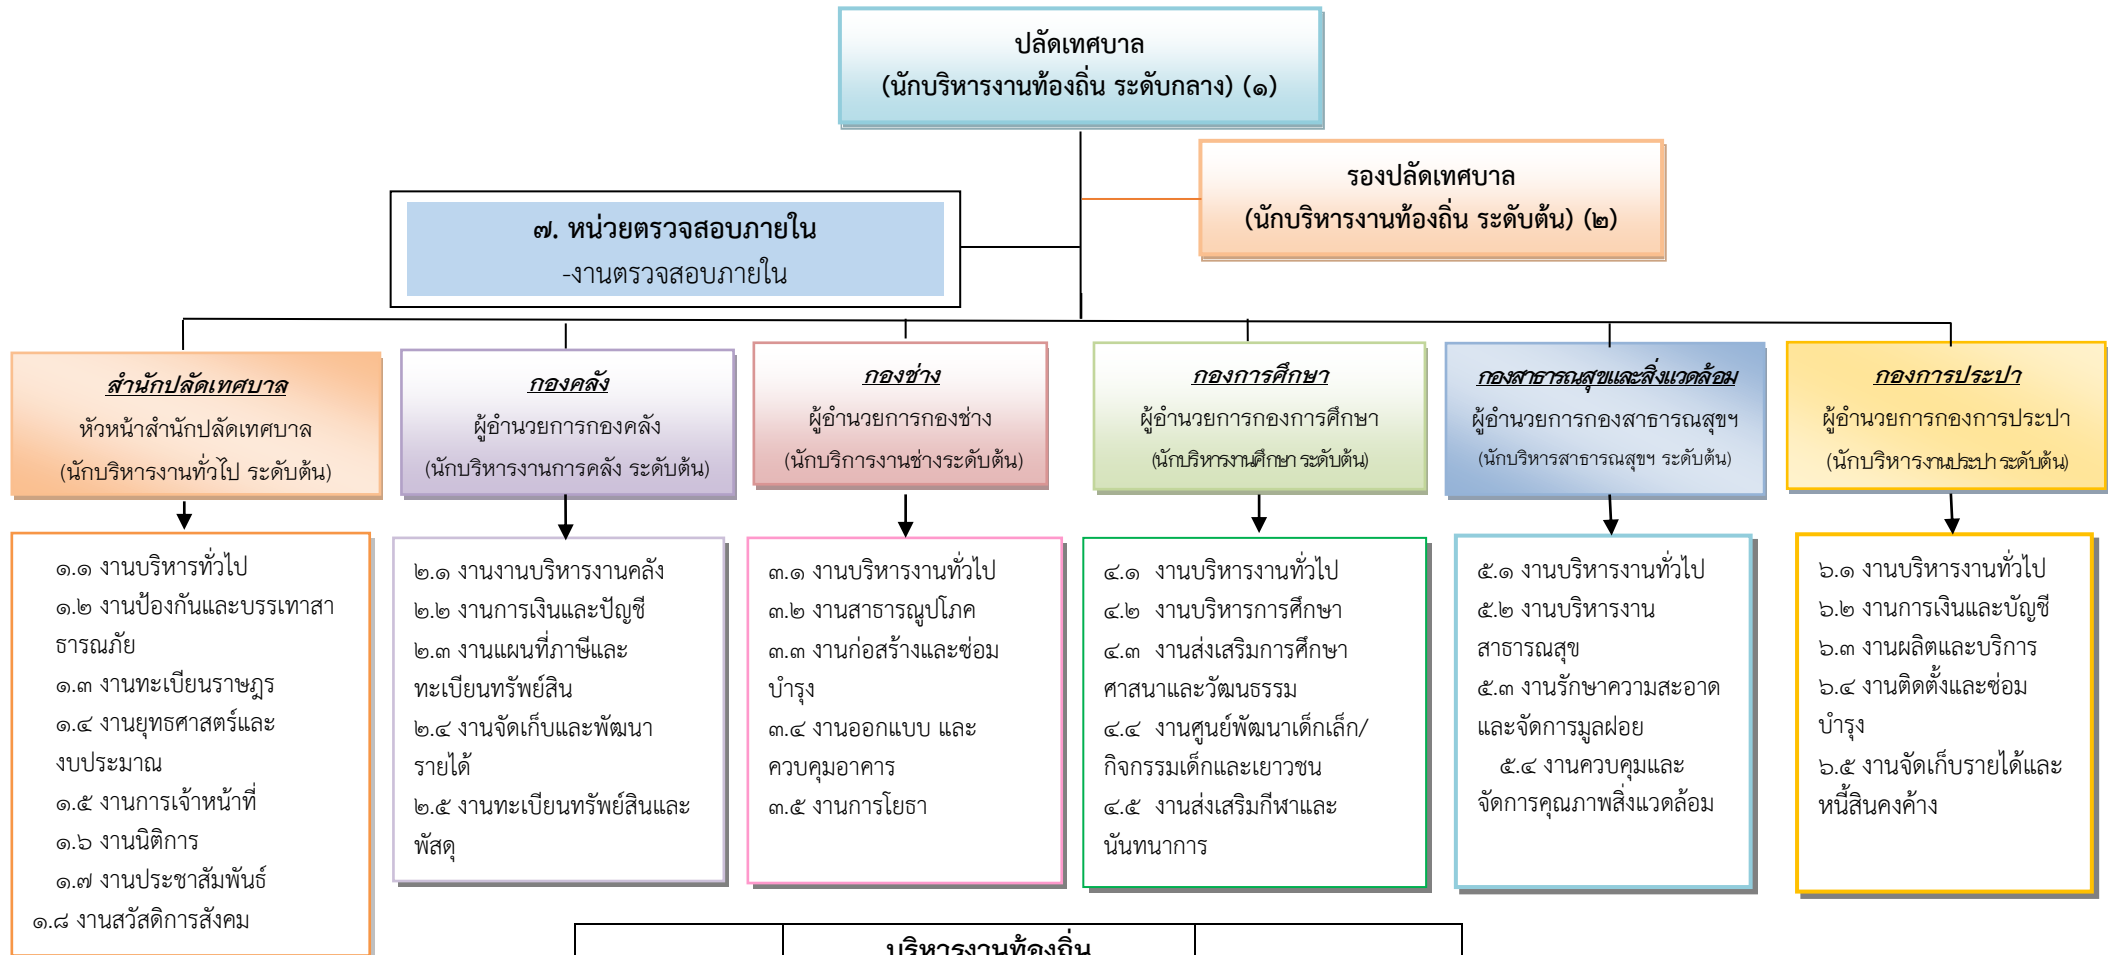 ปลัดเทศบาล
(นักบริหารงานท้องถิ่น ระดับกลาง) (๑)
รองปลัดเทศบาล
(นักบริหารงานท้องถิ่น ระดับต้น) (๒)
๗. หน่วยตรวจสอบภายใน
-งานตรวจสอบภายใน
สำนักปลัดเทศบาล
หัวหน้าสำนักปลัดเทศบาล
(นักบริหารงานทั่วไป ระดับต้น)
กองคลัง
ผู้อำนวยการกองคลัง
(นักบริหารงานการคลัง ระดับต้น)
กองช่าง
ผู้อำนวยการกองช่าง
(นักบริการงานช่างระดับต้น)
กองการศึกษา
ผู้อำนวยการกองการศึกษา
(นักบริหารงานศึกษา ระดับต้น)
กองสาธารณสุขและสิ่งแวดล้อม
ผู้อำนวยการกองสาธารณสุขฯ
(นักบริหารสาธารณสุขฯ ระดับต้น)
กองการประปา
ผู้อำนวยการกองการประปา
(นักบริหารงานประปา ระดับต้น)
๑.๑ งานบริหารทั่วไป
๑.๒ งานป้องกันและบรรเทาสา
ธารณภัย
๑.๓ งานทะเบียนราษฎร
๑.๔ งานยุทธศาสตร์และ
งบประมาณ
๑.๕ งานการเจ้าหน้าที่
๑.๖ งานนิติการ
๑.๗ งานประชาสัมพันธ์
๑.๘ งานสวัสดิการสังคม
๒.๑ งานงานบริหารงานคลัง
๒.๒ งานการเงินและปัญชี
๒.๓ งานแผนที่ภาษีและ
ทะเบียนทรัพย์สิน
๒.๔ งานจัดเก็บและพัฒนา
รายได้
๒.๕ งานทะเบียนทรัพย์สินและ
พัสดุ
๓.๑ งานบริหารงานทั่วไป
๓.๒ งานสาธารณูปโภค
๓.๓ งานก่อสร้างและซ่อม
บำรุง
๓.๔ งานออกแบบ และ
ควบคุมอาคาร
๓.๕ งานการโยธา
๔.๑ งานบริหารงานทั่วไป
๔.๒ งานบริหารการศึกษา
๔.๓ งานส่งเสริมการศึกษา
ศาสนาและวัฒนธรรม
๔.๔ งานศูนย์พัฒนาเด็กเล็ก/
กิจกรรมเด็กและเยาวชน
๔.๕ งานส่งเสริมกีฬาและ
นันทนาการ
๕.๑ งานบริหารงานทั่วไป
๕.๒ งานบริหารงาน
สาธารณสุข
๕.๓ งานรักษาความสะอาด
และจัดการมูลฝอย
๕.๔ งานควบคุมและ
จัดการคุณภาพสิ่งแวดล้อม
๖.๑ งานบริหารงานทั่วไป
๖.๒ งานการเงินและบัญชี
๖.๓ งานผลิตและบริการ
๖.๔ งานติดตั้งและซ่อม
บำรุง
๖.๕ งานจัดเก็บรายได้และ
หนี้สินคงค้าง
บริหารงานท้องถิ่น